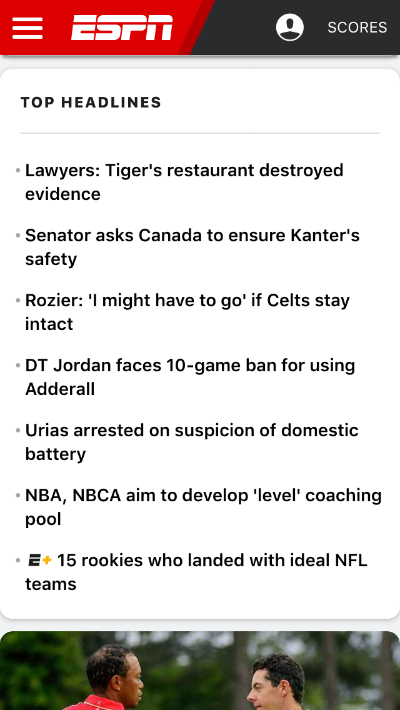 ESPN
SCORES
TOP HEADLINES
Lawyers: Tiger's restaurant destroyed
evidence
Senator asks Canada to ensure Kanter's
safety
Rozier: 'I might have to go' if Celts stay
intact
DT Jordan faces 10-game ban for using
Adderall
Urias arrested on suspicion of domestic
battery
NBA, NBCA aim to develop 'level' coaching
pool
E+ 15 rookies who landed with ideal NFL
teams